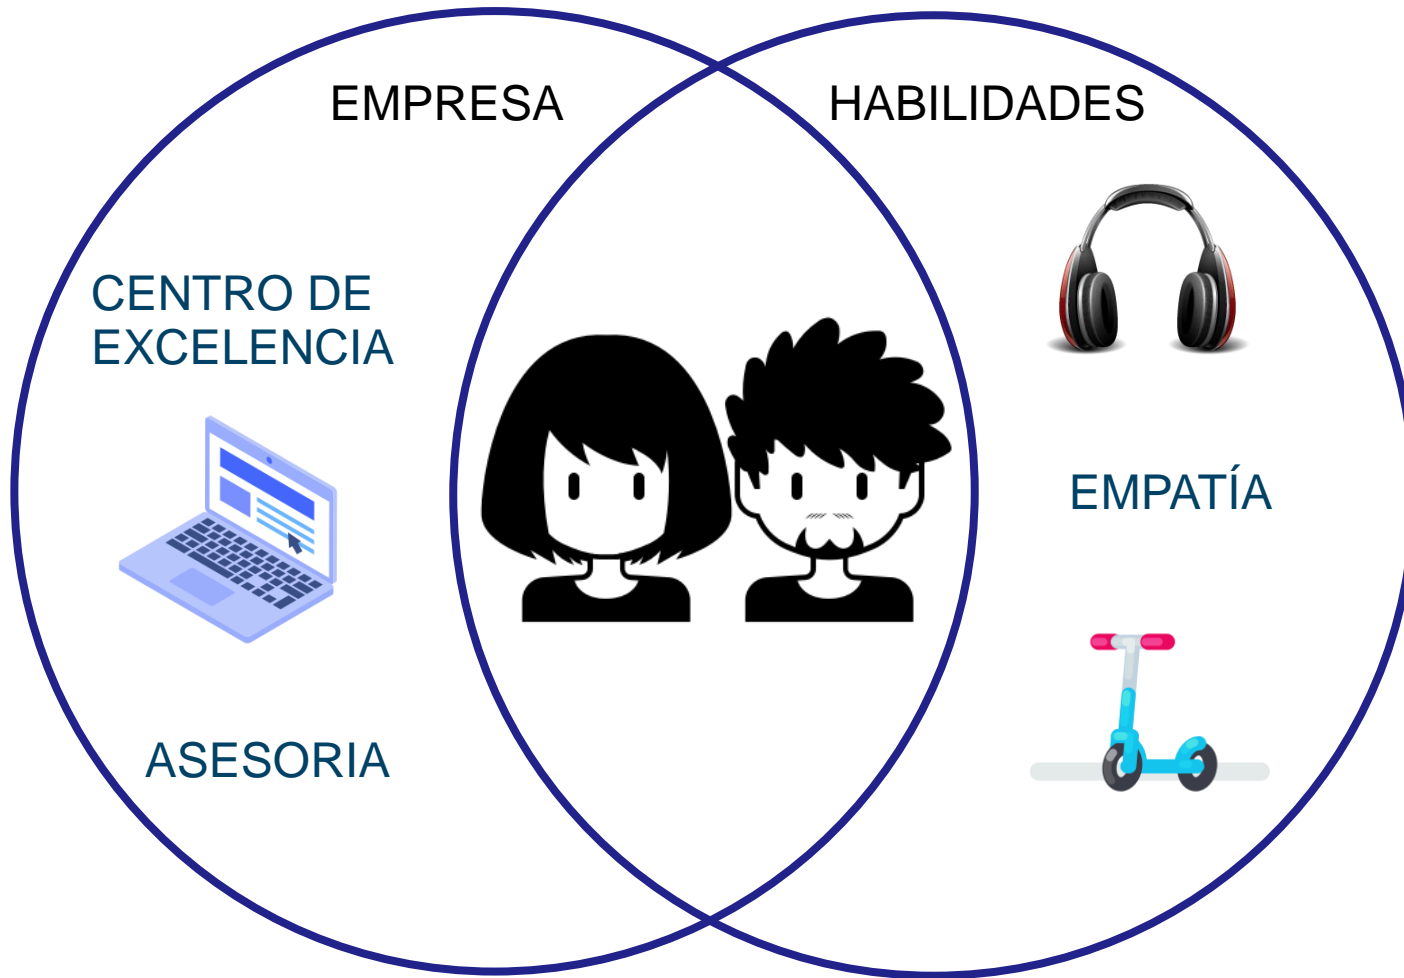 EMPRESA
HABILIDADES
CENTRO DE
EXCELENCIA
EMPATÍA
ASESORIA